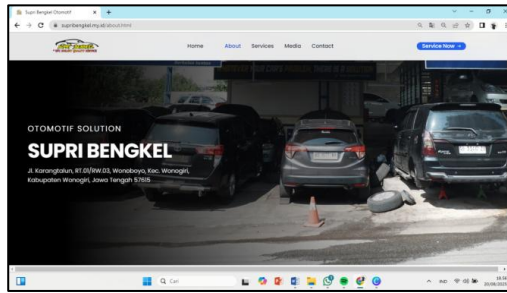 Supri Bengkel Otomotif
supribengkel.my.id/about.html
Home About Services Media Contact
Service Now →
OTOMOTIF SOLUTION
SUPRI BENGKEL
Jl. Karangtalun, RT.01/RW.03, Wonoboyo, Kec. Wonogiri,
Kabupaten Wonogiri, Jawa Tengah 57615
Cari
IND